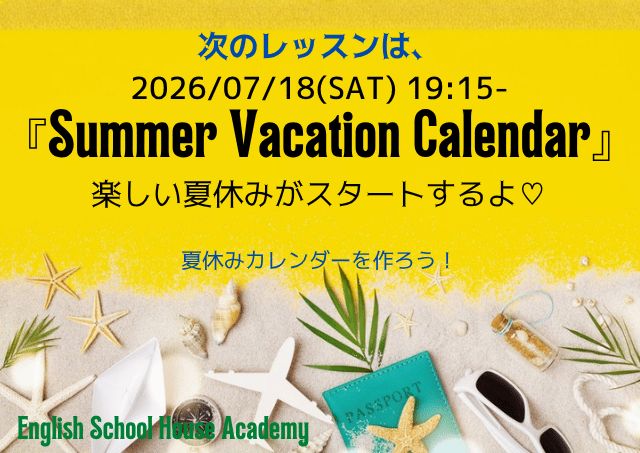 次のレッスンは、
2026/07/18(SAT) 19:15-
『Summer Vacation Calendar』
楽しい夏休みがスタートするよ♡
夏休みカレンダーを作ろう！
PASSPORT
English School House Academy